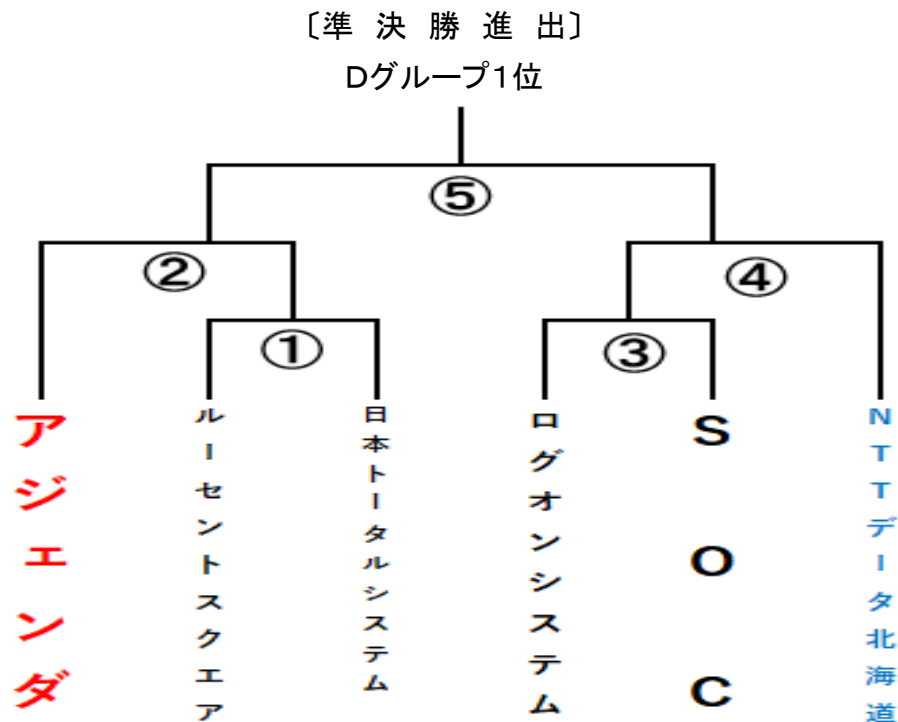 〔準 決 勝 進 出〕
Dグループ1位
⑤
②
④
①
③
アジェンダ
ルーセントスクエア
日本トータルシステム
ログオンシステム
SOC
NTTデータ北海道